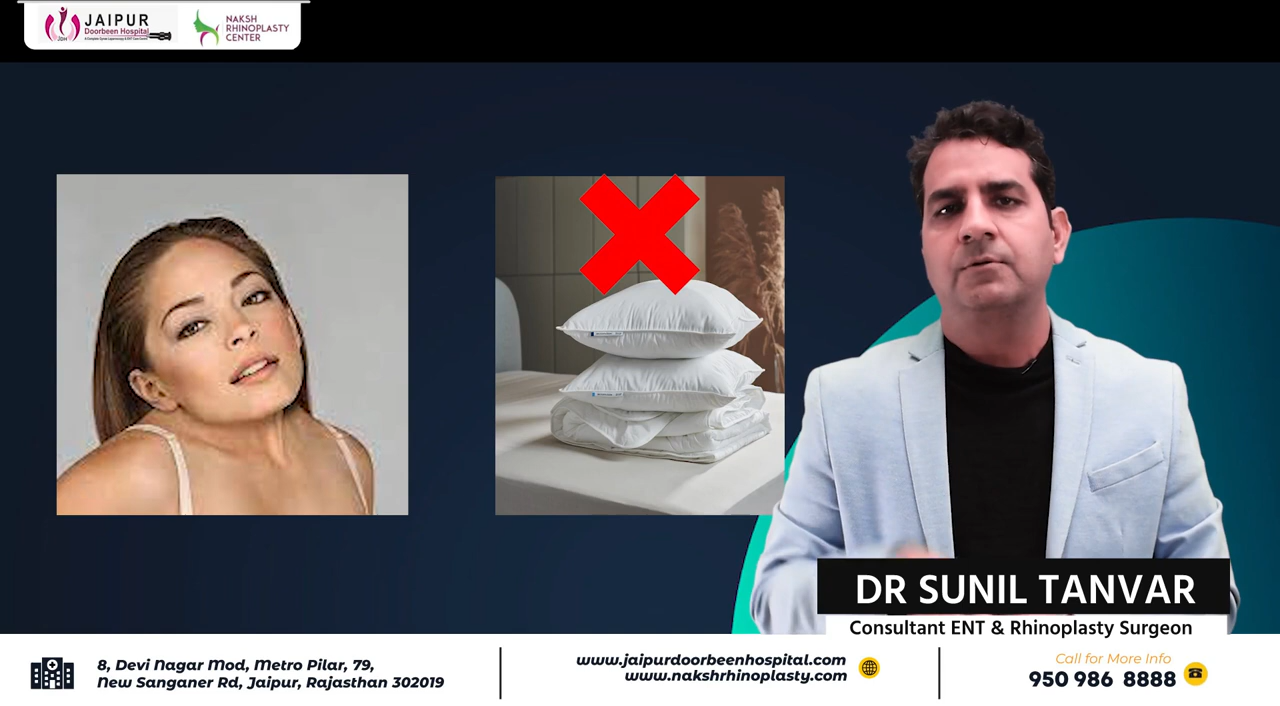 JAIPUR
Doorbeen Hospital
JDH
NAKSH
RHINOPLASTY
CENTER
DR SUNIL TANVAR
Consultant ENT & Rhinoplasty Surgeon
8, Devi Nagar Mod, Metro Pilar, 79,
New Sanganer Rd, Jaipur, Rajasthan 302019
www.jaipurdoorbeenhospital.com
www.nakshrhinoplasty.com
Call for More Info
950 986 8888